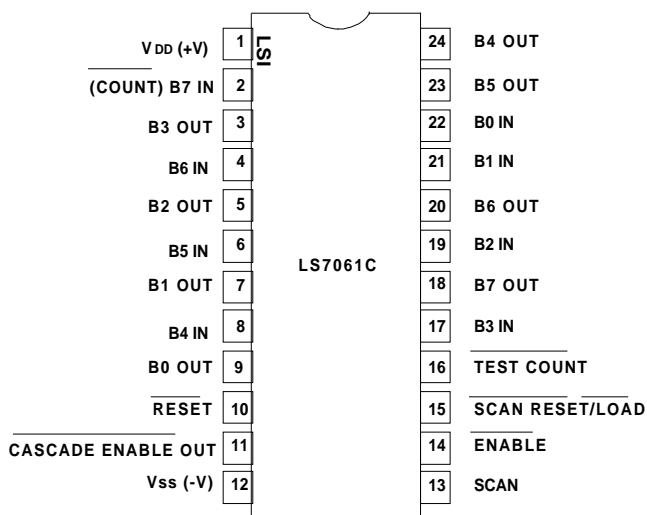 VDD (+V) 1 LSI 24 B4 OUT
(COUNT) B7 IN 2 23 B5 OUT
B3 OUT 3 22 B0 IN
B6 IN 4 21 B1 IN
B2 OUT 5 20 B6 OUT
B5 IN 6 19 B2 IN
LS7061C
B1 OUT 7 18 B7 OUT
B4 IN 8 17 B3 IN
B0 OUT 9 16 TEST COUNT
RESET 10 15 SCAN RESET/LOAD
CASCADE ENABLE OUT 11 14 ENABLE
Vss (-V) 12 13 SCAN